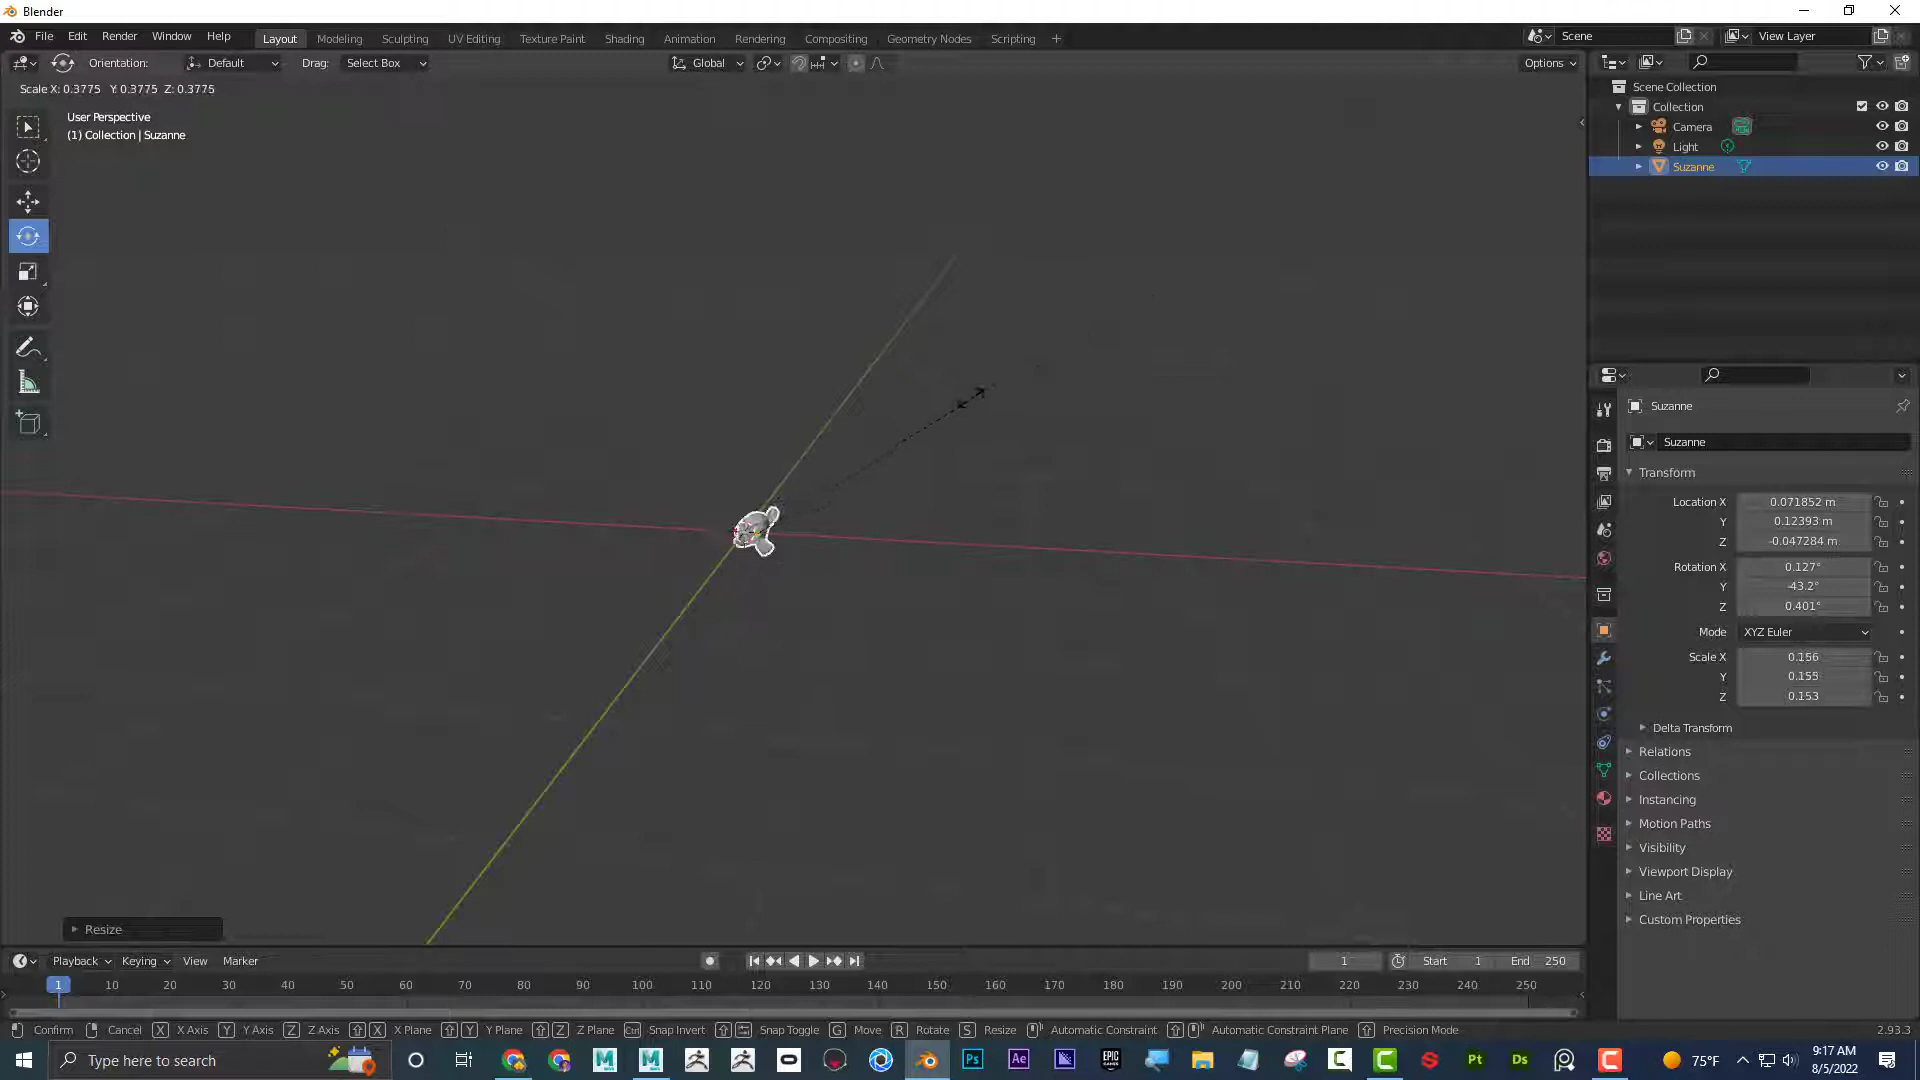 Blender
File Edit Render Window Help Layout Modeling Sculpting UV Editing Texture Paint Shading Animation Rendering Compositing Geometry Nodes Scripting + Scene View Layer
Orientation: Default Drag: Select Box Global Options
Scale X: 0.3775 Y: 0.3775 Z: 0.3775
User Perspective
(1) Collection | Suzanne
Scene Collection
Collection
Camera
Light
Suzanne
Suzanne
Suzanne
Transform
Location X 0.071852 m
Y 0.12393 m
Z -0.047284 m
Rotation X 0.127°
Y -43.2°
Z 0.401°
Mode XYZ Euler
Scale X 0.156
Y 0.155
Z 0.153
Delta Transform
Relations
Collections
Instancing
Motion Paths
Visibility
Viewport Display
Line Art
Custom Properties
Resize
Playback Keying View Marker 1 Start 1 End 250
1 10 20 30 40 50 60 70 80 90 100 110 120 130 140 150 160 170 180 190 200 210 220 230 240 250
Confirm Cancel X X Axis Y Y Axis Z Z Axis X X Plane Y Y Plane Z Z Plane Ctrl Snap Invert Snap Toggle G Move R Rotate S Resize Automatic Constraint Automatic Constraint Plane Precision Mode 2.93.3
Type here to search M M Ps Ae EPIC GAMES C C S Pt Ds C 75°F 9:17 AM
8/5/2022